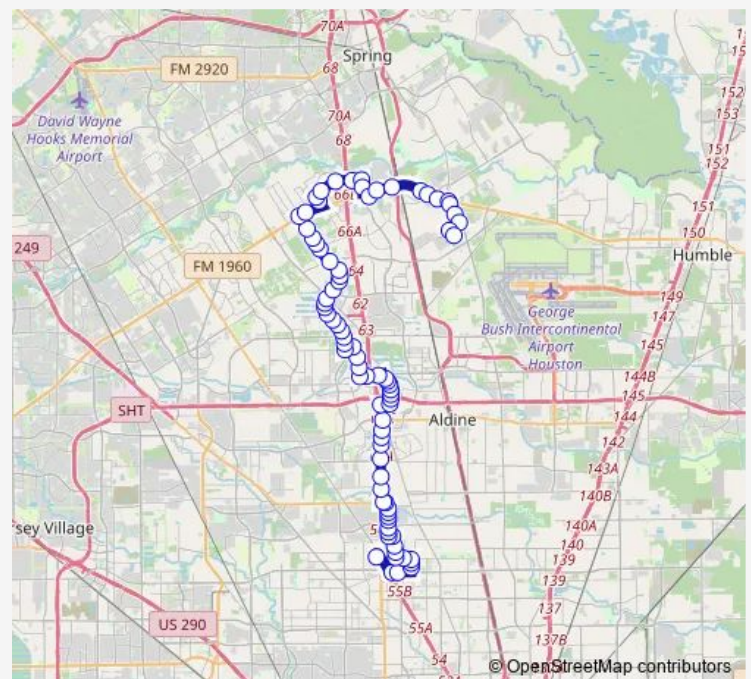 70A
Spring
152
FM 2920
68
153
David Wayne
Hooks Memorial
Airport
70A
151
152
68
151
66A
150
249
Humble
FM 1960
64
149
62
George
Bush Intercontinental
Airport
Houston
147
63
145
144B
SHT
145
Aldine
142
143A
140B
sey Village
140A
140
139
55B
139
137
US 290
55A
54
137B
© OpenStreetMap contributors